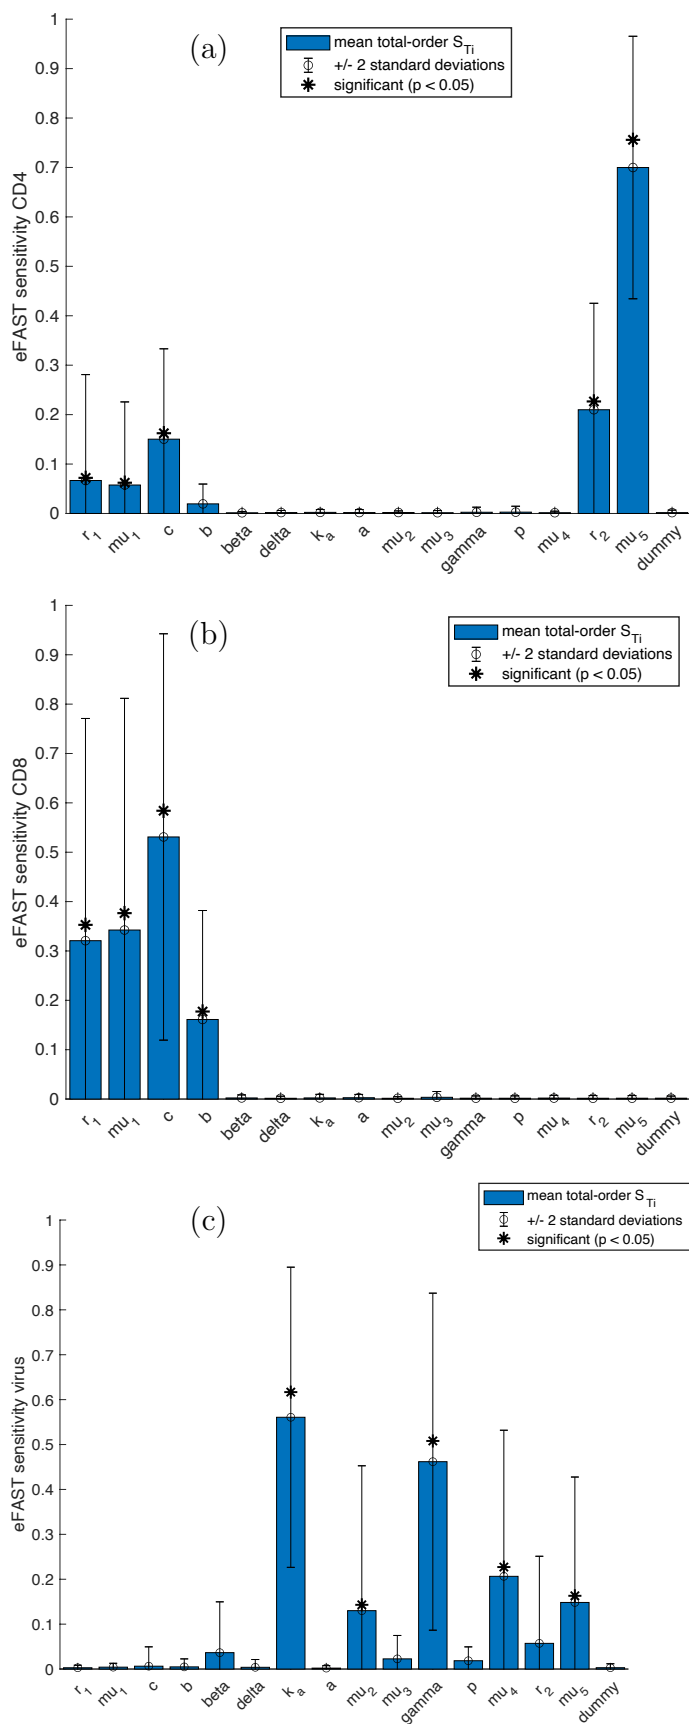 (a)
mean total-order S_Ti
+/- 2 standard deviations
significant (p < 0.05)
eFAST sensitivity CD4
1
0.9
0.8
0.7
0.6
0.5
0.4
0.3
0.2
0.1
0
r_1 mu_1 c b beta delta k_a a mu_2 mu_3 gamma p mu_4 r_2 mu_5 dummy
(b)
mean total-order S_Ti
+/- 2 standard deviations
significant (p < 0.05)
eFAST sensitivity CD8
1
0.9
0.8
0.7
0.6
0.5
0.4
0.3
0.2
0.1
0
r_1 mu_1 c b beta delta k_a a mu_2 mu_3 gamma p mu_4 r_2 mu_5 dummy
(c)
mean total-order S_Ti
+/- 2 standard deviations
significant (p < 0.05)
eFAST sensitivity virus
1
0.9
0.8
0.7
0.6
0.5
0.4
0.3
0.2
0.1
0
r_1 mu_1 c b beta delta k_a a mu_2 mu_3 gamma p mu_4 r_2 mu_5 dummy